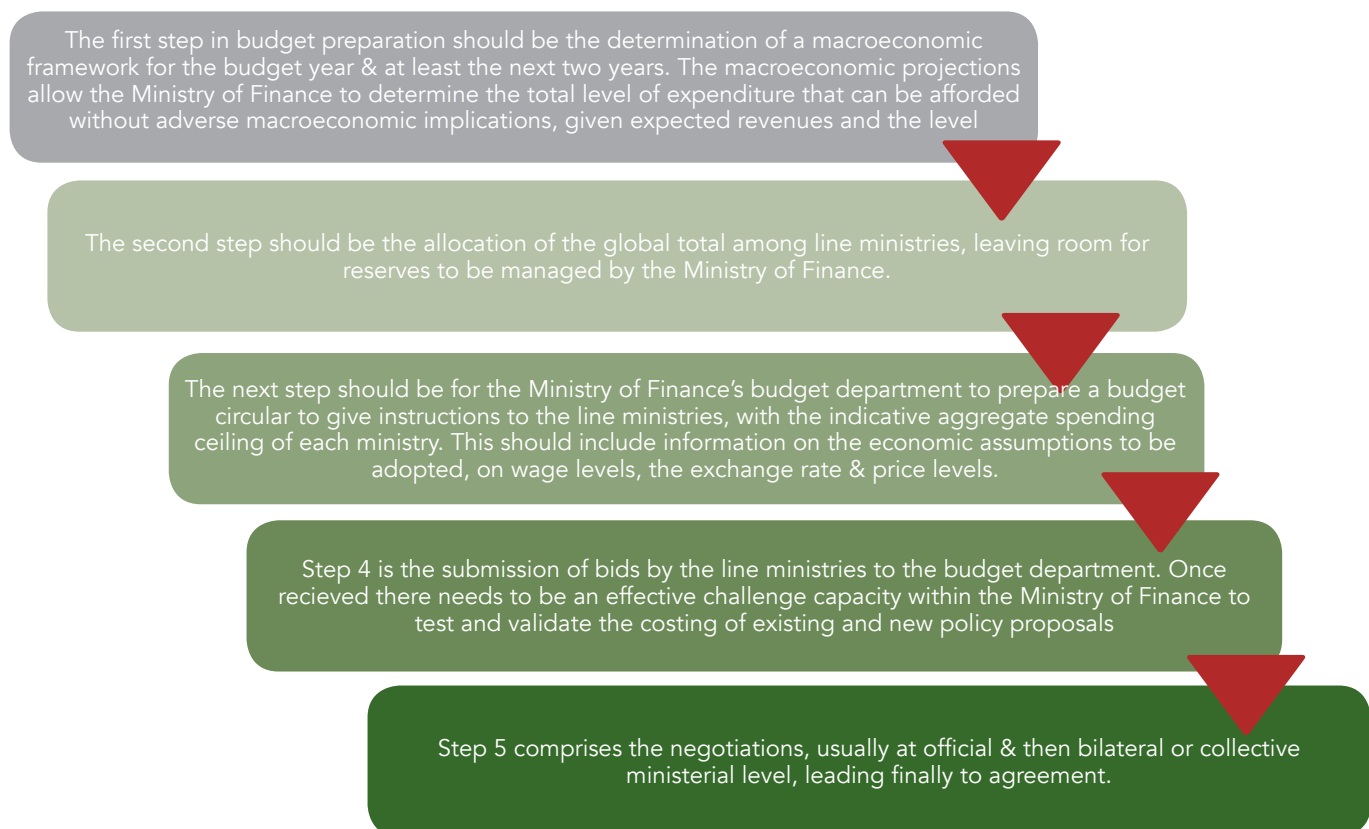 The first step in budget preparation should be the determination of a macroeconomic
framework for the budget year & at least the next two years. The macroeconomic projections
allow the Ministry of Finance to determine the total level of expenditure that can be afforded
without adverse macroeconomic implications, given expected revenues and the level
The second step should be the allocation of the global total among line ministries, leaving room for
reserves to be managed by the Ministry of Finance.
The next step should be for the Ministry of Finance’s budget department to prepare a budget
circular to give instructions to the line ministries, with the indicative aggregate spending
ceiling of each ministry. This should include information on the economic assumptions to be
adopted, on wage levels, the exchange rate & price levels.
Step 4 is the submission of bids by the line ministries to the budget department. Once
recieved there needs to be an effective challenge capacity within the Ministry of Finance to
test and validate the costing of existing and new policy proposals
Step 5 comprises the negotiations, usually at official & then bilateral or collective
ministerial level, leading finally to agreement.